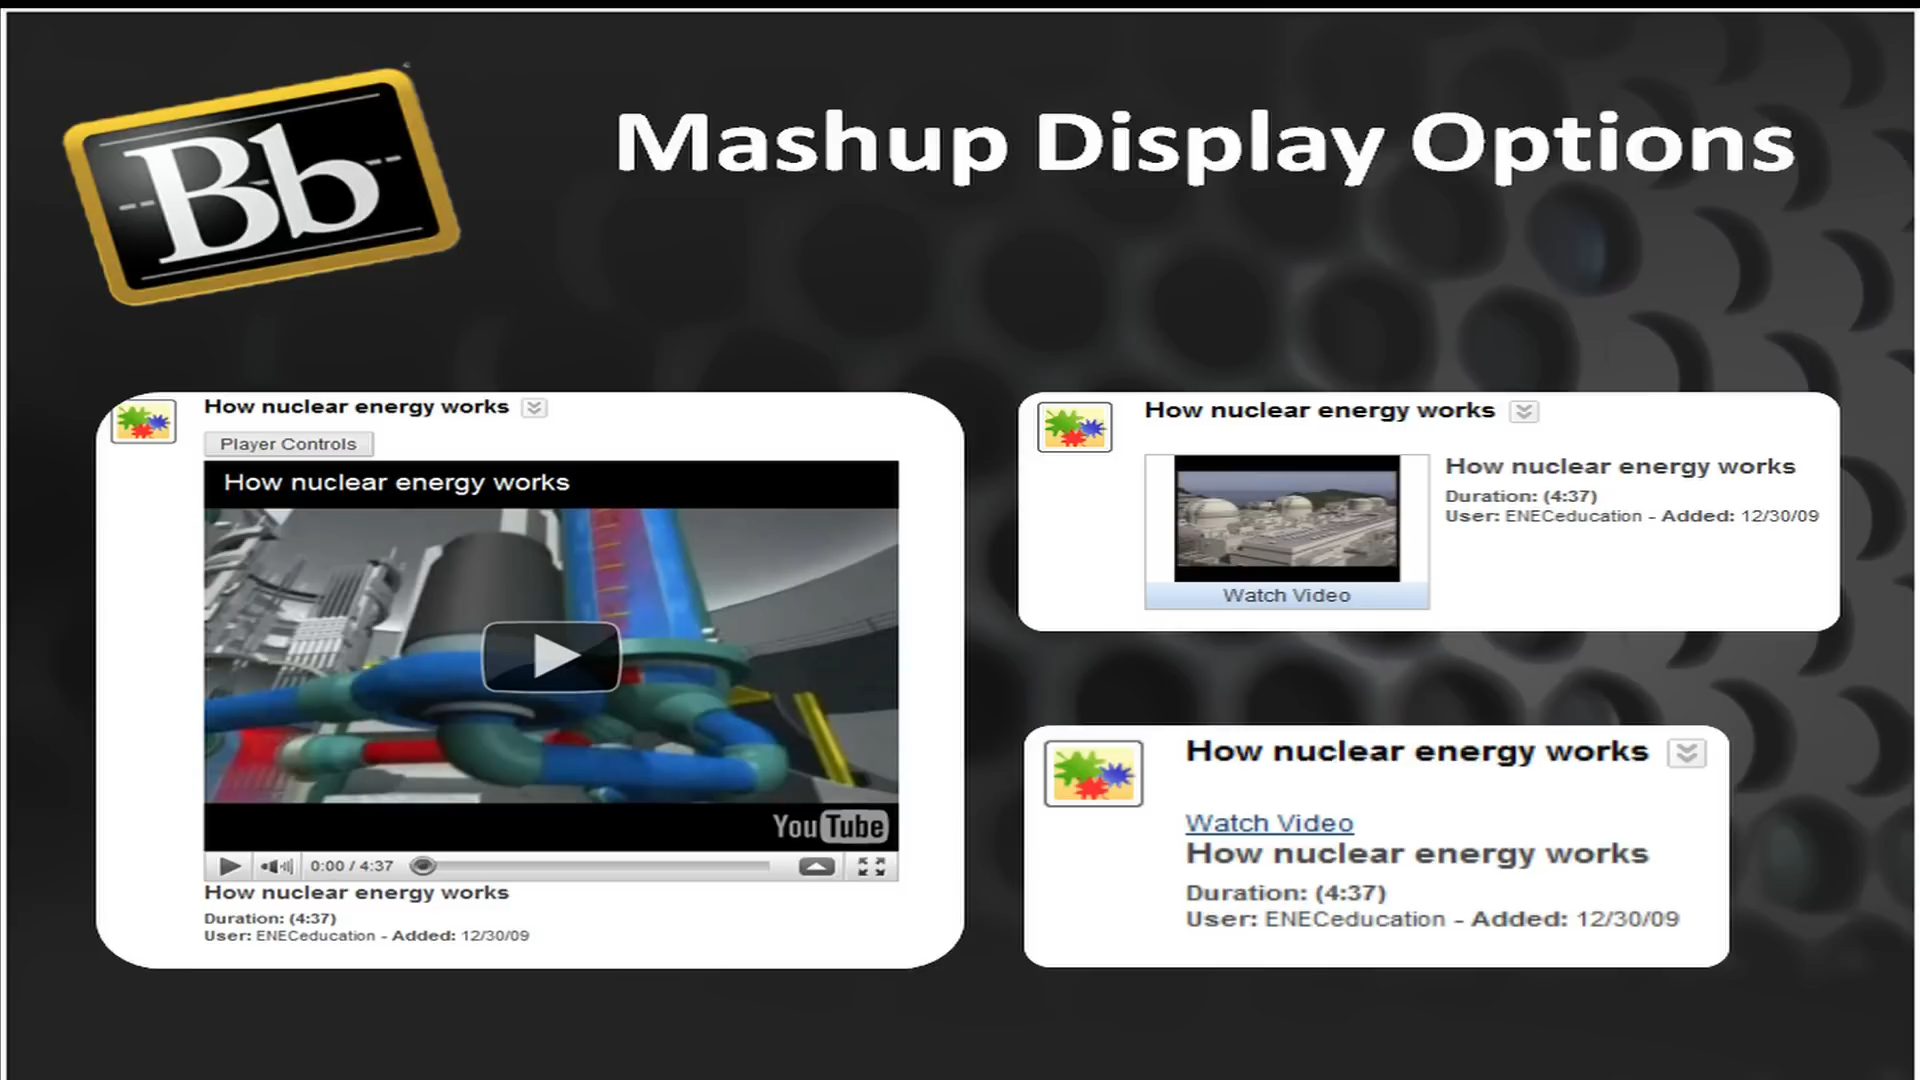 Bb
Mashup Display Options
How nuclear energy works
Player Controls
How nuclear energy works
YouTube
0:00 / 4:37
How nuclear energy works
Duration: (4:37)
User: ENECeducation - Added: 12/30/09
How nuclear energy works
How nuclear energy works
Duration: (4:37)
User: ENECeducation - Added: 12/30/09
Watch Video
How nuclear energy works
Watch Video
How nuclear energy works
Duration: (4:37)
User: ENECeducation - Added: 12/30/09